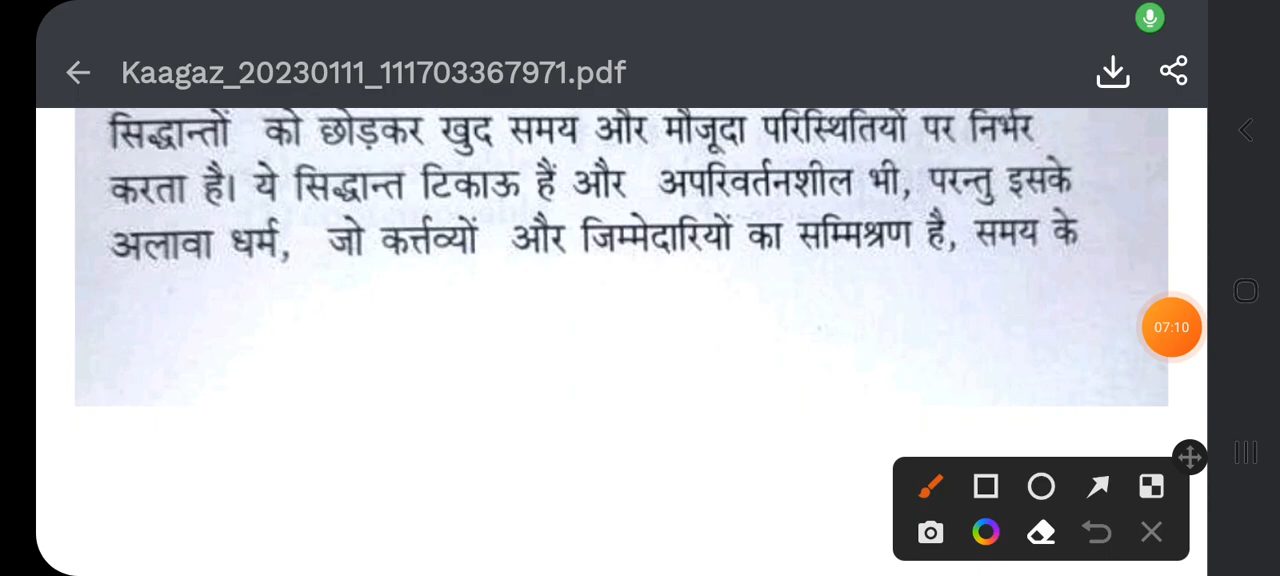 Kaagaz_20230111_111703367971.pdf
सिद्धान्तों को छोड़कर खुद समय और मौजूदा परिस्थितियों पर निर्भर
करता है। ये सिद्धान्त टिकाऊ हैं और अपरिवर्तनशील भी, परन्तु इसके
अलावा धर्म, जो कर्त्तव्यों और जिम्मेदारियों का सम्मिश्रण है, समय के
07:10